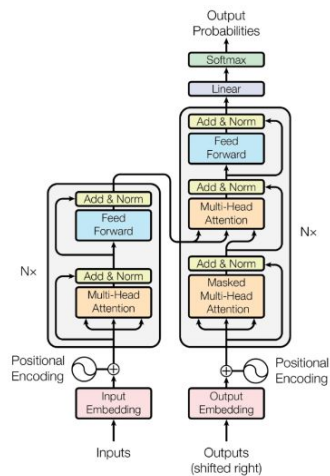 Output
Probabilities
Softmax
Linear
Add & Norm
Feed
Forward
Add & Norm
Multi-Head
Attention
Add & Norm
Masked
Multi-Head
Attention
N×
Positional
Encoding
Output
Embedding
Outputs
(shifted right)
Add & Norm
Feed
Forward
Add & Norm
Multi-Head
Attention
N×
Positional
Encoding
Input
Embedding
Inputs